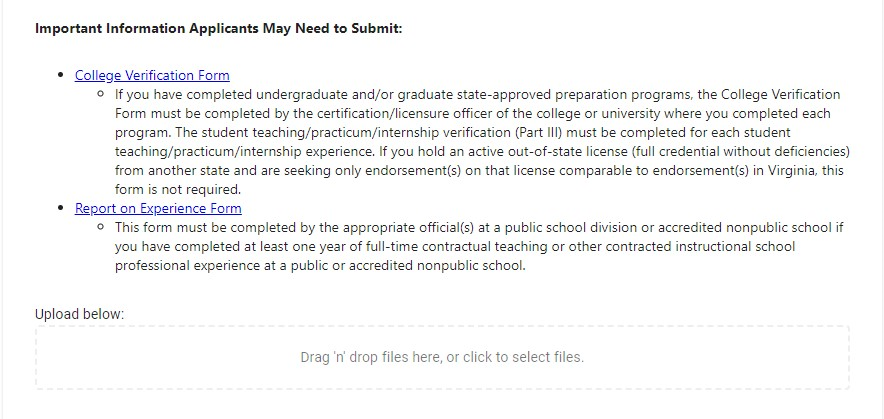 Important Information Applicants May Need to Submit:
College Verification Form
If you have completed undergraduate and/or graduate state-approved preparation programs, the College Verification
Form must be completed by the certification/licensure officer of the college or university where you completed each
program. The student teaching/practicum/internship verification (Part III) must be completed for each student
teaching/practicum/internship experience. If you hold an active out-of-state license (full credential without deficiencies)
from another state and are seeking only endorsement(s) on that license comparable to endorsement(s) in Virginia, this
form is not required.
Report on Experience Form
This form must be completed by the appropriate official(s) at a public school division or accredited nonpublic school if
you have completed at least one year of full-time contractual teaching or other contracted instructional school
professional experience at a public or accredited nonpublic school.
Upload below:
Drag 'n' drop files here, or click to select files.